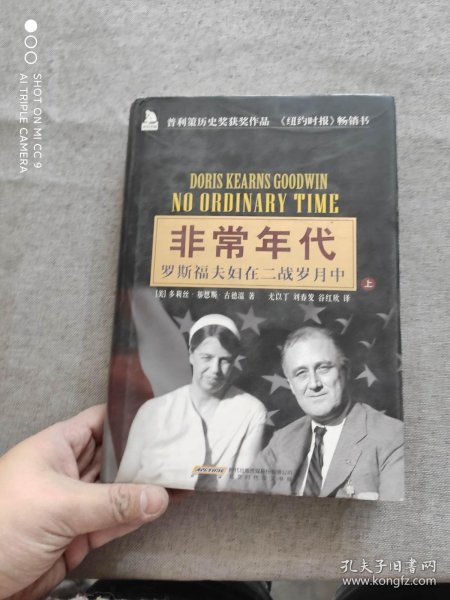 SHOT ON MI CC 9
AI TRIPLE CAMERA
普利策历史奖获奖作品 《纽约时报》畅销书
DORIS KEARNS GOODWIN
NO ORDINARY TIME
非常年代
罗斯福夫妇在二战岁月中
上
[美]多莉丝·基恩斯·古德温 著 尤以丁 刘春发 谷红欣 译
孔夫子旧书网
www.kongfz.com